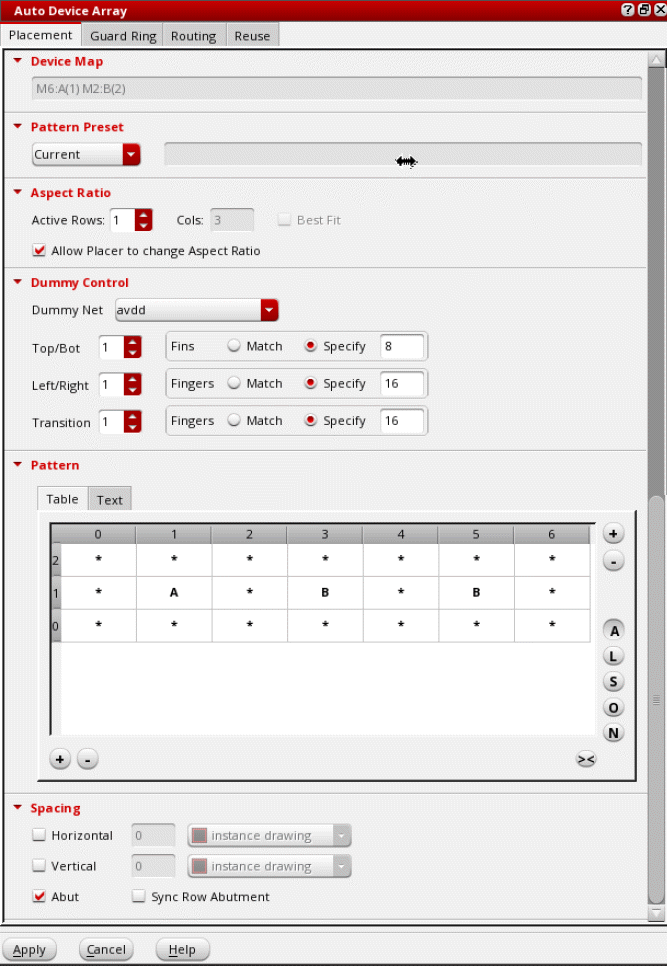 Auto Device Array
Placement Guard Ring Routing Reuse
Device Map
M6:A(1) M2:B(2)
Pattern Preset
Current
Aspect Ratio
Active Rows: 1 Cols: 3 Best Fit
Allow Placer to change Aspect Ratio
Dummy Control
Dummy Net avdd
Top/Bot 1 Fins Match Specify 8
Left/Right 1 Fingers Match Specify 16
Transition 1 Fingers Match Specify 16
Pattern
Table Text
0 1 2 3 4 5 6
2 * * * * * * *
1 * A * B * B *
0 * * * * * * *
+
-
A
L
S
O
N
+ - ><
Spacing
Horizontal 0 instance drawing
Vertical 0 instance drawing
Abut Sync Row Abutment
Apply Cancel Help